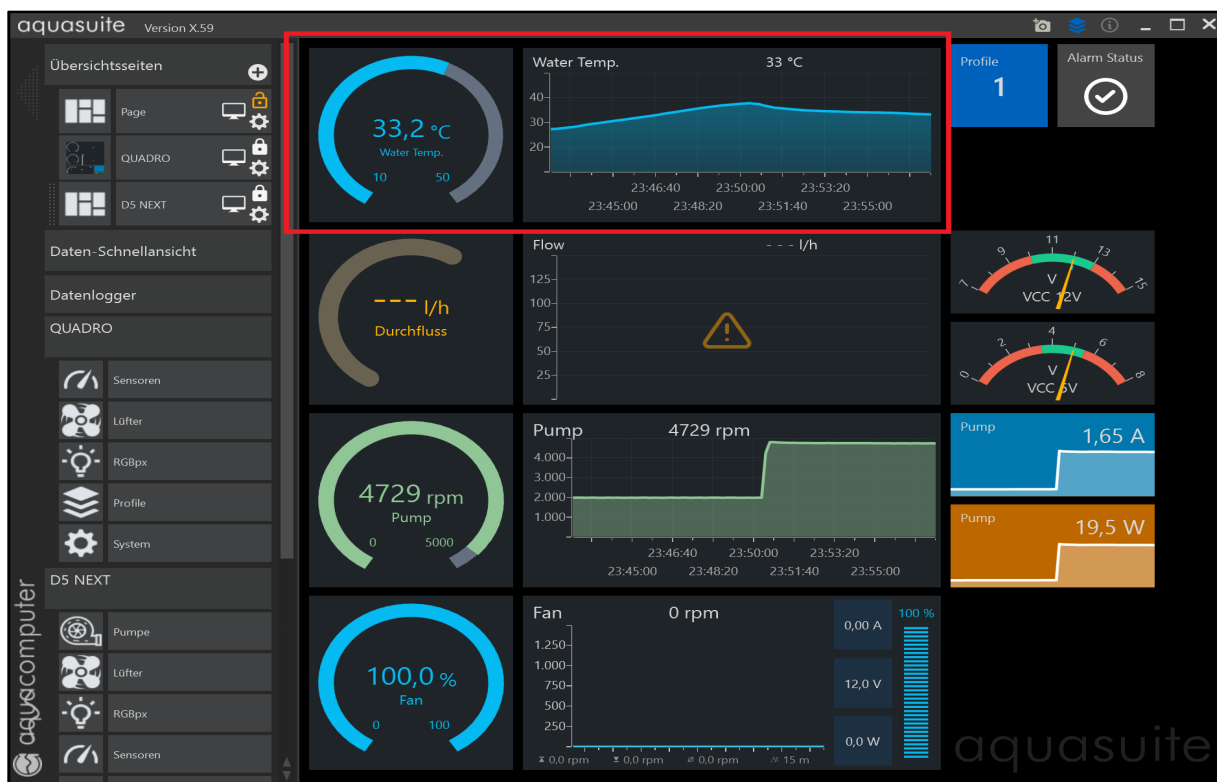 aquasuite Version X.59
Übersichtsseiten
Page
QUADRO
D5 NEXT
Daten-Schnellansicht
Datenlogger
QUADRO
Sensoren
Lüfter
RGBpx
Profile
System
D5 NEXT
Pumpe
Lüfter
RGBpx
Sensoren
aquacomputer
33,2 °C
Water Temp.
10 50
Water Temp. 33 °C
40
30
20
23:46:40 23:50:00 23:53:20
23:45:00 23:48:20 23:51:40 23:55:00
Profile
1
Alarm Status
--- l/h
Durchfluss
Flow --- l/h
125
100
75
50
25
7 9 11 13 15
V
VCC 12V
0 2 4 6 8
V
VCC 5V
4729 rpm
Pump
0 5000
Pump 4729 rpm
4.000
3.000
2.000
1.000
23:46:40 23:50:00 23:53:20
23:45:00 23:48:20 23:51:40 23:55:00
Pump
1,65 A
Pump
19,5 W
100,0 %
Fan
0 100
Fan 0 rpm
1.250
1.000
750
500
250
0,0 rpm 0,0 rpm ⌀ 0,0 rpm 15 m
0,00 A
12,0 V
0,0 W
100 %
aquasuite